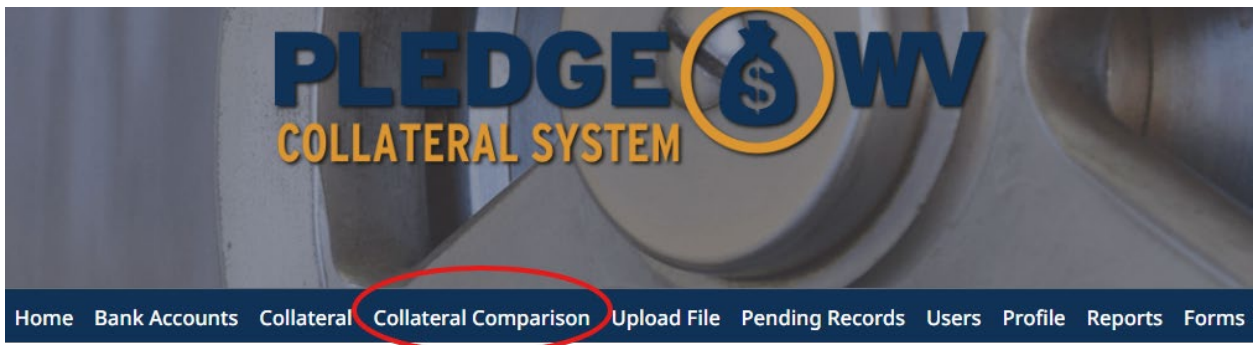 PLEDGE $ WV
COLLATERAL SYSTEM
Home Bank Accounts Collateral Collateral Comparison Upload File Pending Records Users Profile Reports Forms